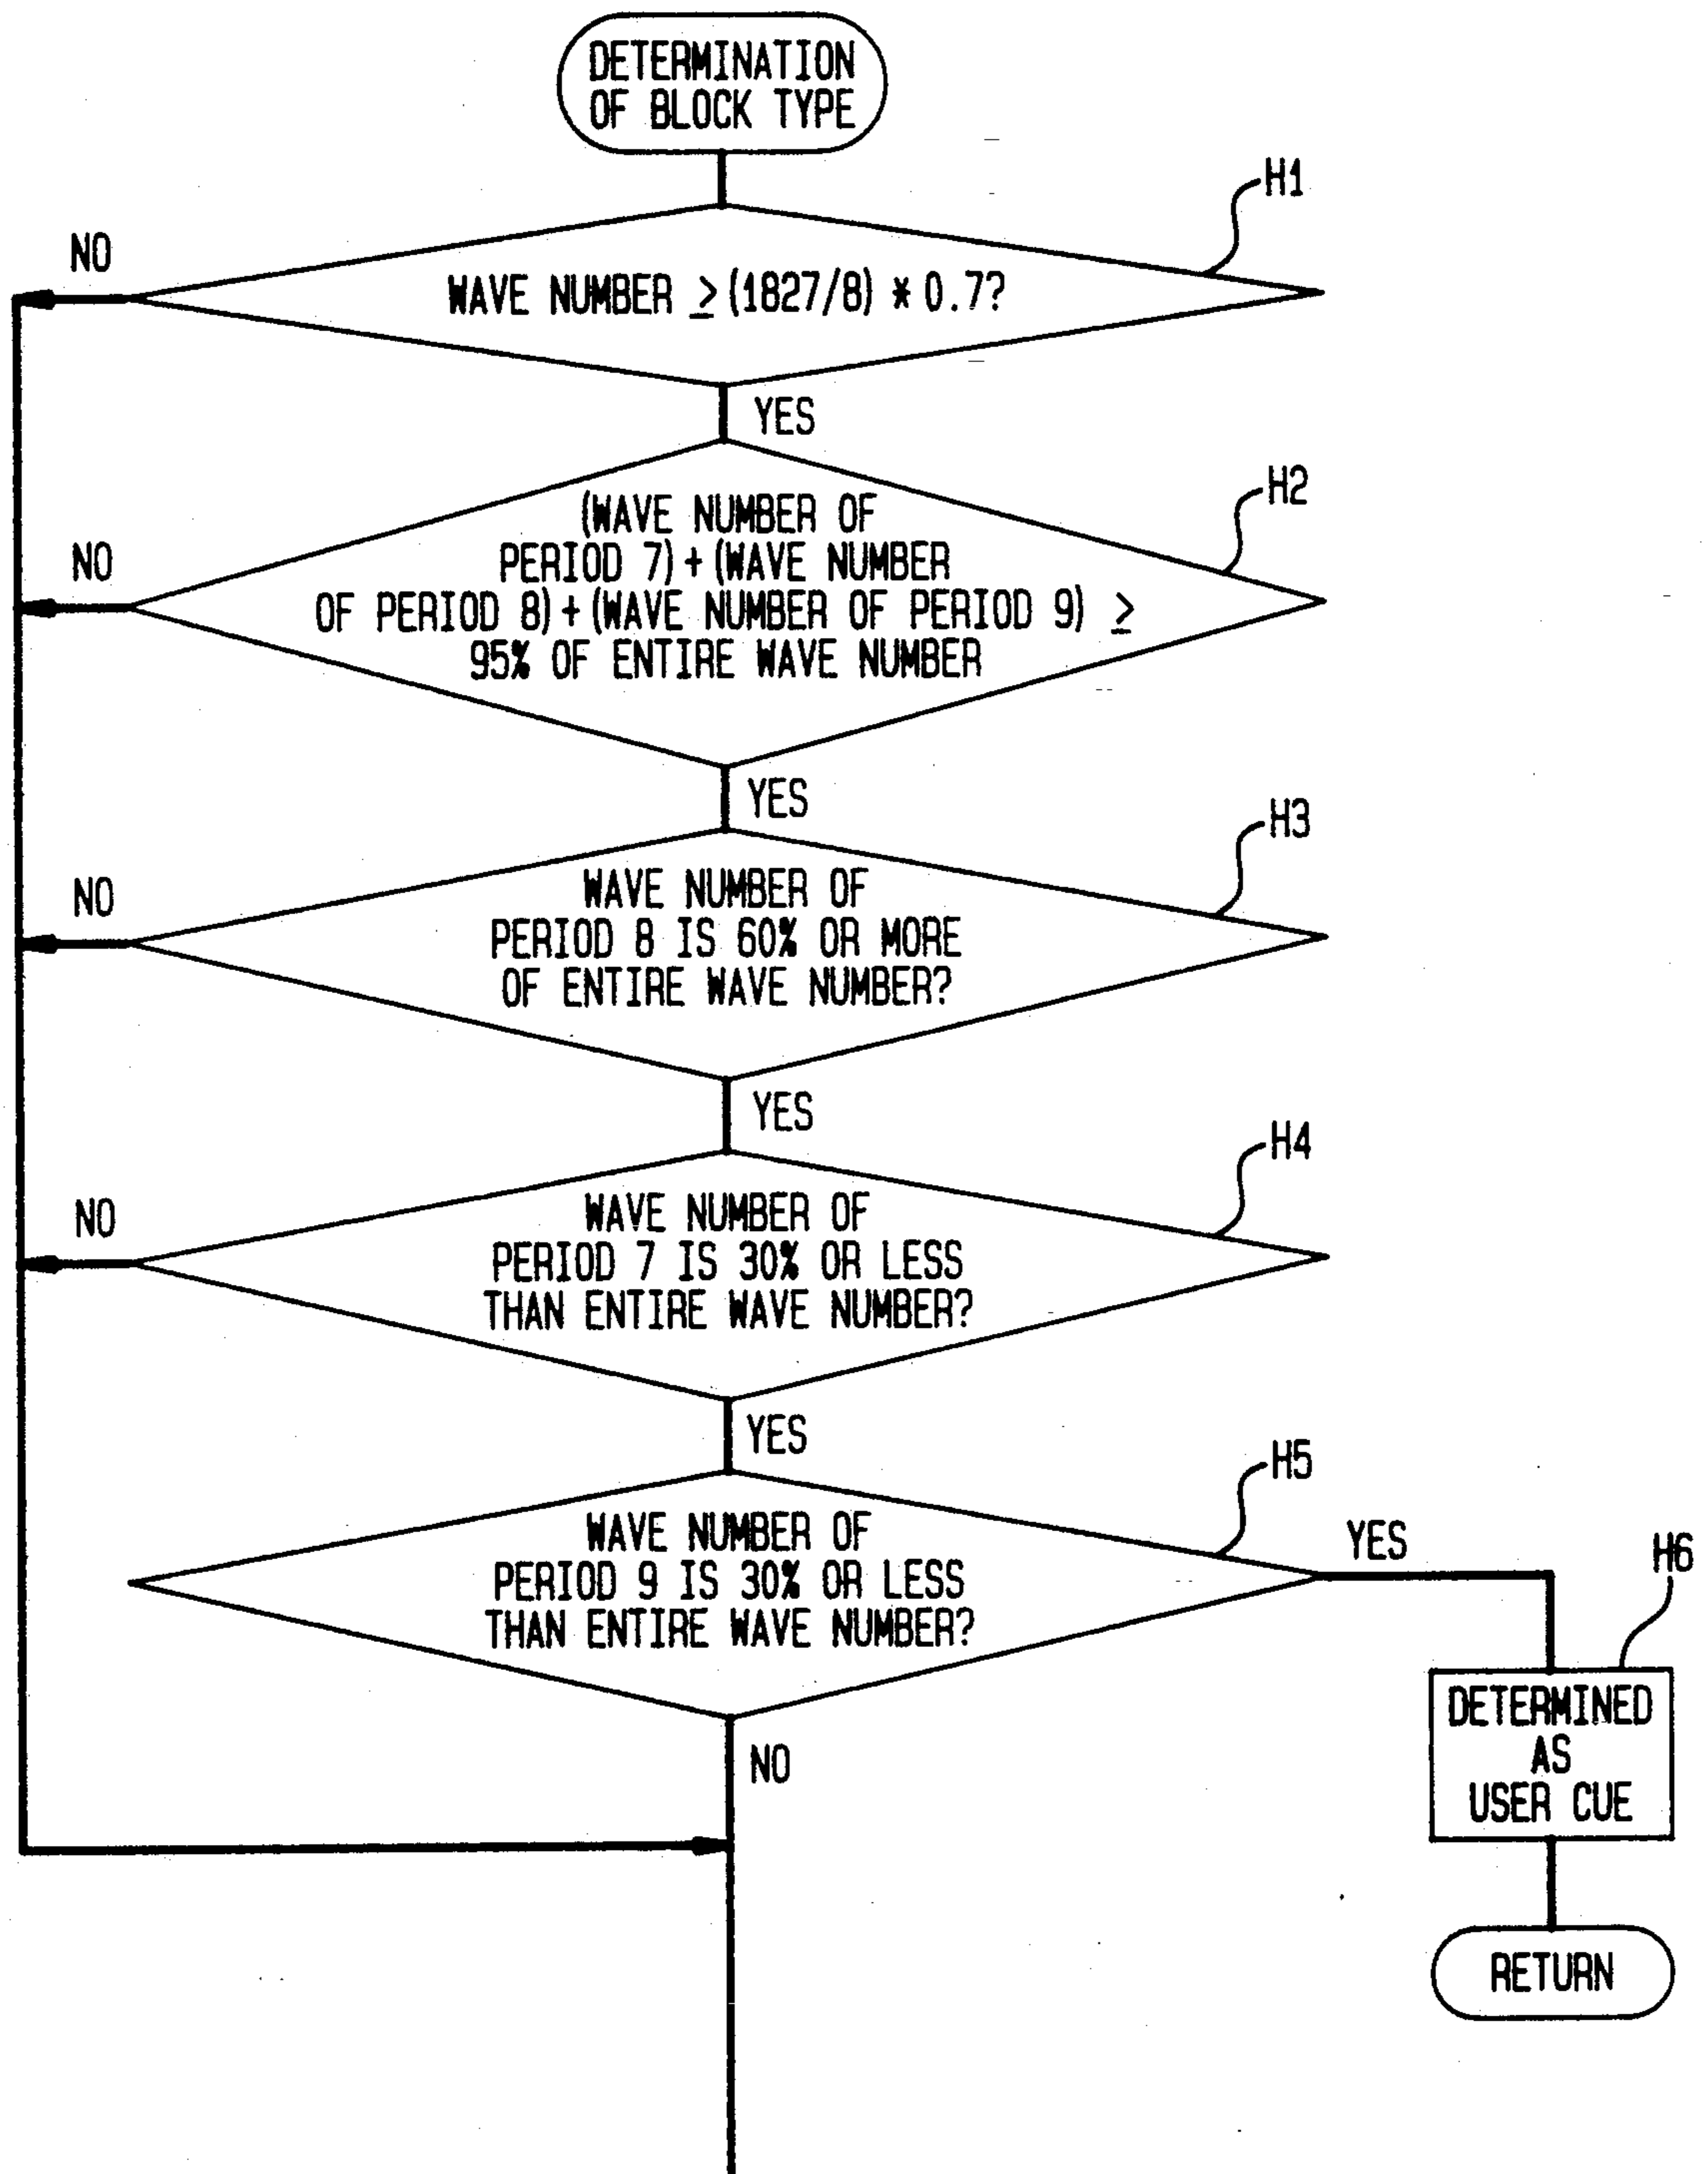 DETERMINATION
OF BLOCK TYPE
H1
NO
WAVE NUMBER ≥ (1827/8) * 0.7?
YES
H2
NO
(WAVE NUMBER OF
PERIOD 7) + (WAVE NUMBER
OF PERIOD 8) + (WAVE NUMBER OF PERIOD 9) ≥
95% OF ENTIRE WAVE NUMBER
YES
H3
NO
WAVE NUMBER OF
PERIOD 8 IS 60% OR MORE
OF ENTIRE WAVE NUMBER?
YES
H4
NO
WAVE NUMBER OF
PERIOD 7 IS 30% OR LESS
THAN ENTIRE WAVE NUMBER?
YES
H5
WAVE NUMBER OF
PERIOD 9 IS 30% OR LESS
THAN ENTIRE WAVE NUMBER?
YES
H6
DETERMINED
AS
USER CUE
NO
RETURN